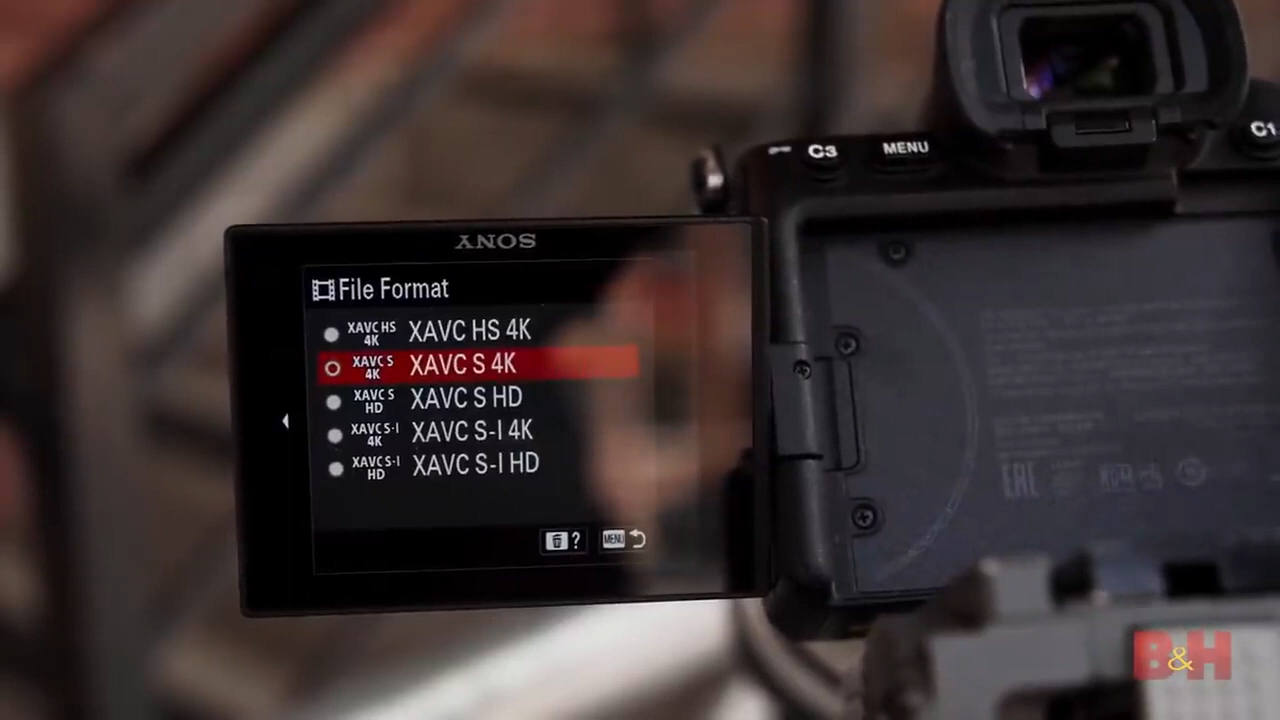 C3
MENU
C1
SONY
File Format
XAVC HS 4K XAVC HS 4K
XAVC S 4K XAVC S 4K
XAVC S HD XAVC S HD
XAVC S-I 4K XAVC S-I 4K
XAVC S-I HD XAVC S-I HD
? MENU
EAC
B&H